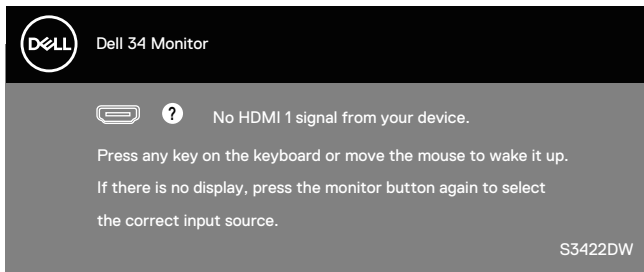 DELL
Dell 34 Monitor
? No HDMI 1 signal from your device.
Press any key on the keyboard or move the mouse to wake it up.
If there is no display, press the monitor button again to select
the correct input source.
S3422DW